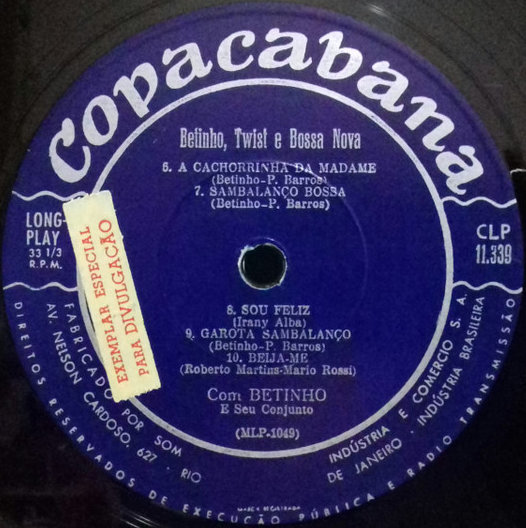 Copacabana
Betinho, Twist e Bossa Nova
6. A CACHORRINHA DA MADAME
(Betinho-P. Barros)
7. SAMBALANÇO BOSSA
(Betinho-P. Barros)
LONG-
PLAY
33 1/3
R.P.M.
CLP
11.339
EXEMPLAR ESPECIAL
PARA DIVULGAÇÃO
8. SOU FELIZ
(Irany Alba)
9. GAROTA SAMBALANÇO
(Betinho-P. Barros)
10. BEIJA-ME
(Roberto Martins-Mario Rossi)
Com BETINHO
E Seu Conjunto
(MLP-1049)
FABRICADO POR SOM INDÚSTRIA E COMERCIO S. A.
AV. NELSON CARDOSO, 627 - RIO DE JANEIRO - INDÚSTRIA BRASILEIRA
MARCA REGISTRADA
DIREITOS RESERVADOS DE EXECUÇÃO PÚBLICA E RADIO TRANSMISSÃO